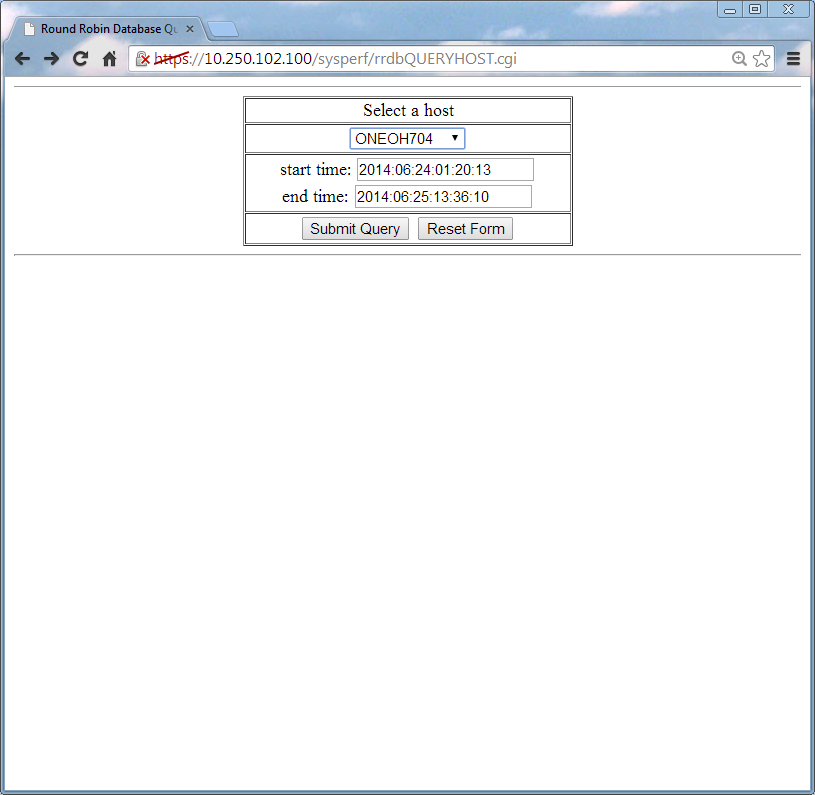 Round Robin Database Qu
https://10.250.102.100/sysperf/rrdbQUERYHOST.cgi
Select a host
ONEOH704
start time: 2014:06:24:01:20:13
end time: 2014:06:25:13:36:10
Submit Query Reset Form